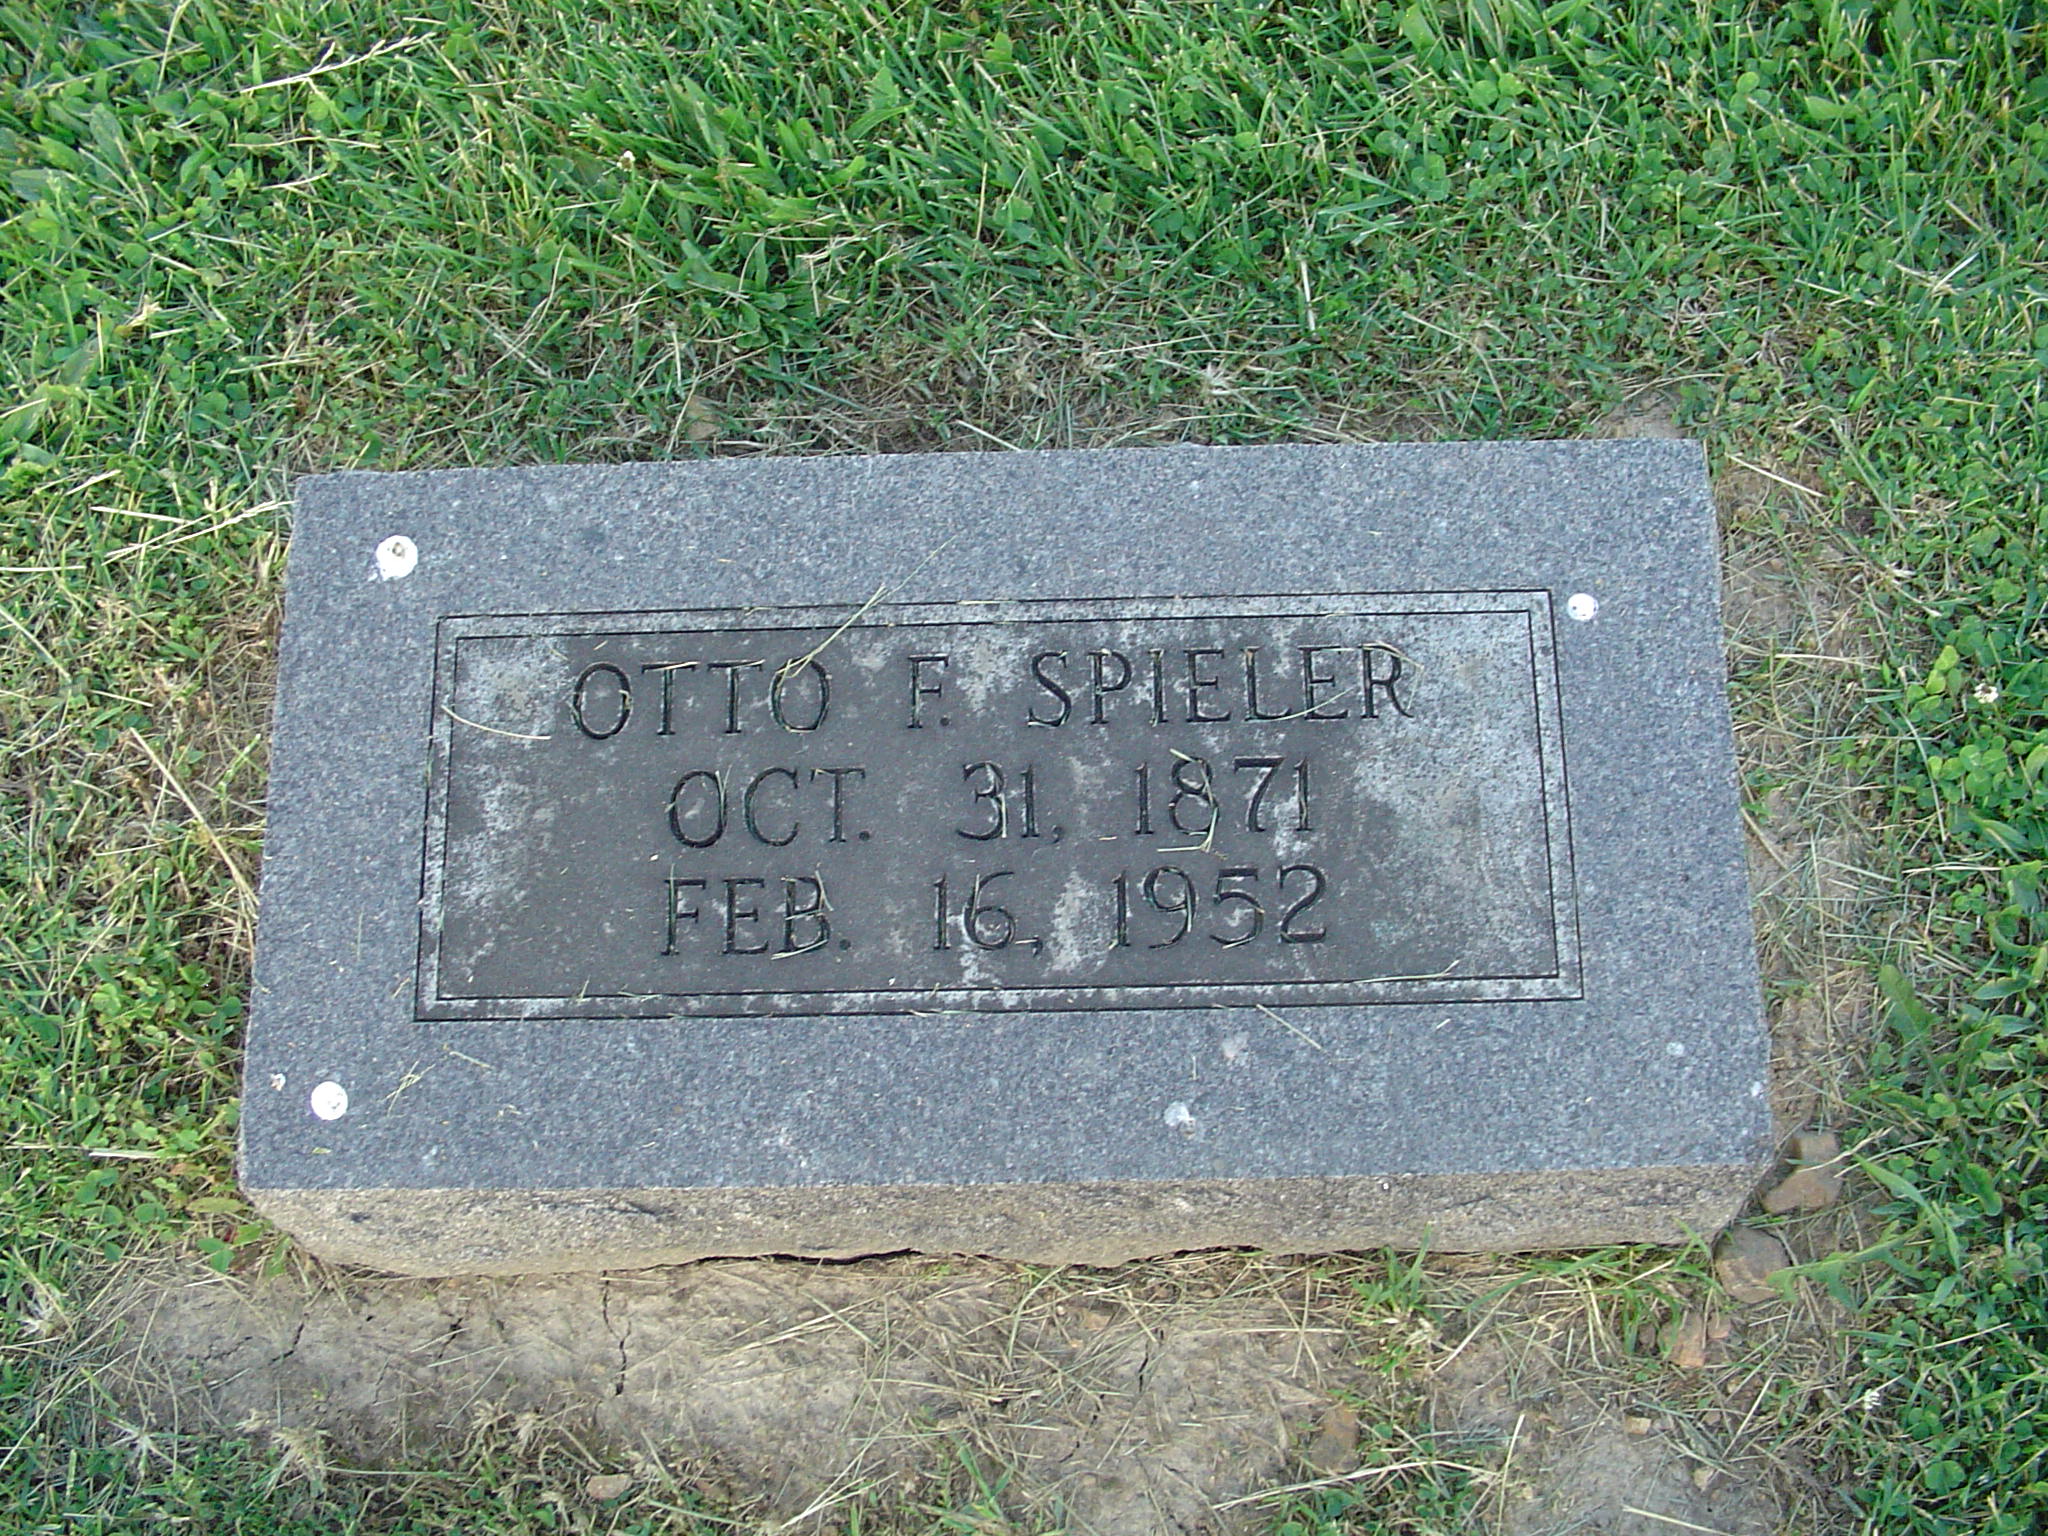 OTTO F. SPIELER
OCT. 31, 1871
FEB. 16, 1952